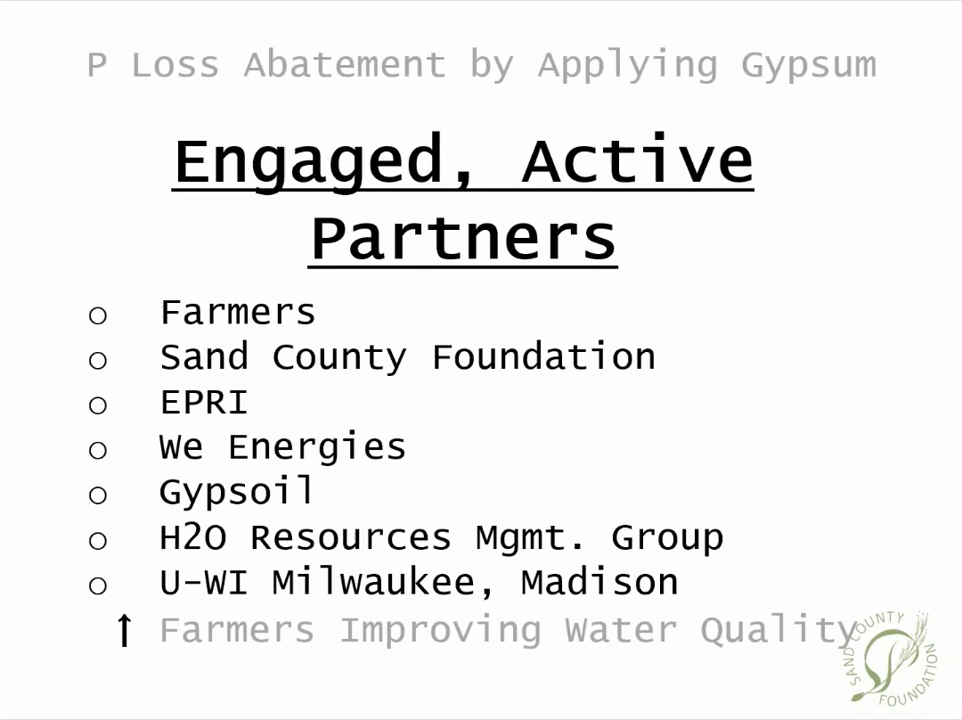 P Loss Abatement by Applying Gypsum
Engaged, Active
Partners
○ Farmers
○ Sand County Foundation
○ EPRI
○ We Energies
○ Gypsoil
○ H2O Resources Mgmt. Group
○ U-WI Milwaukee, Madison
↑ Farmers Improving Water Quality
SAND COUNTY
FOUNDATION